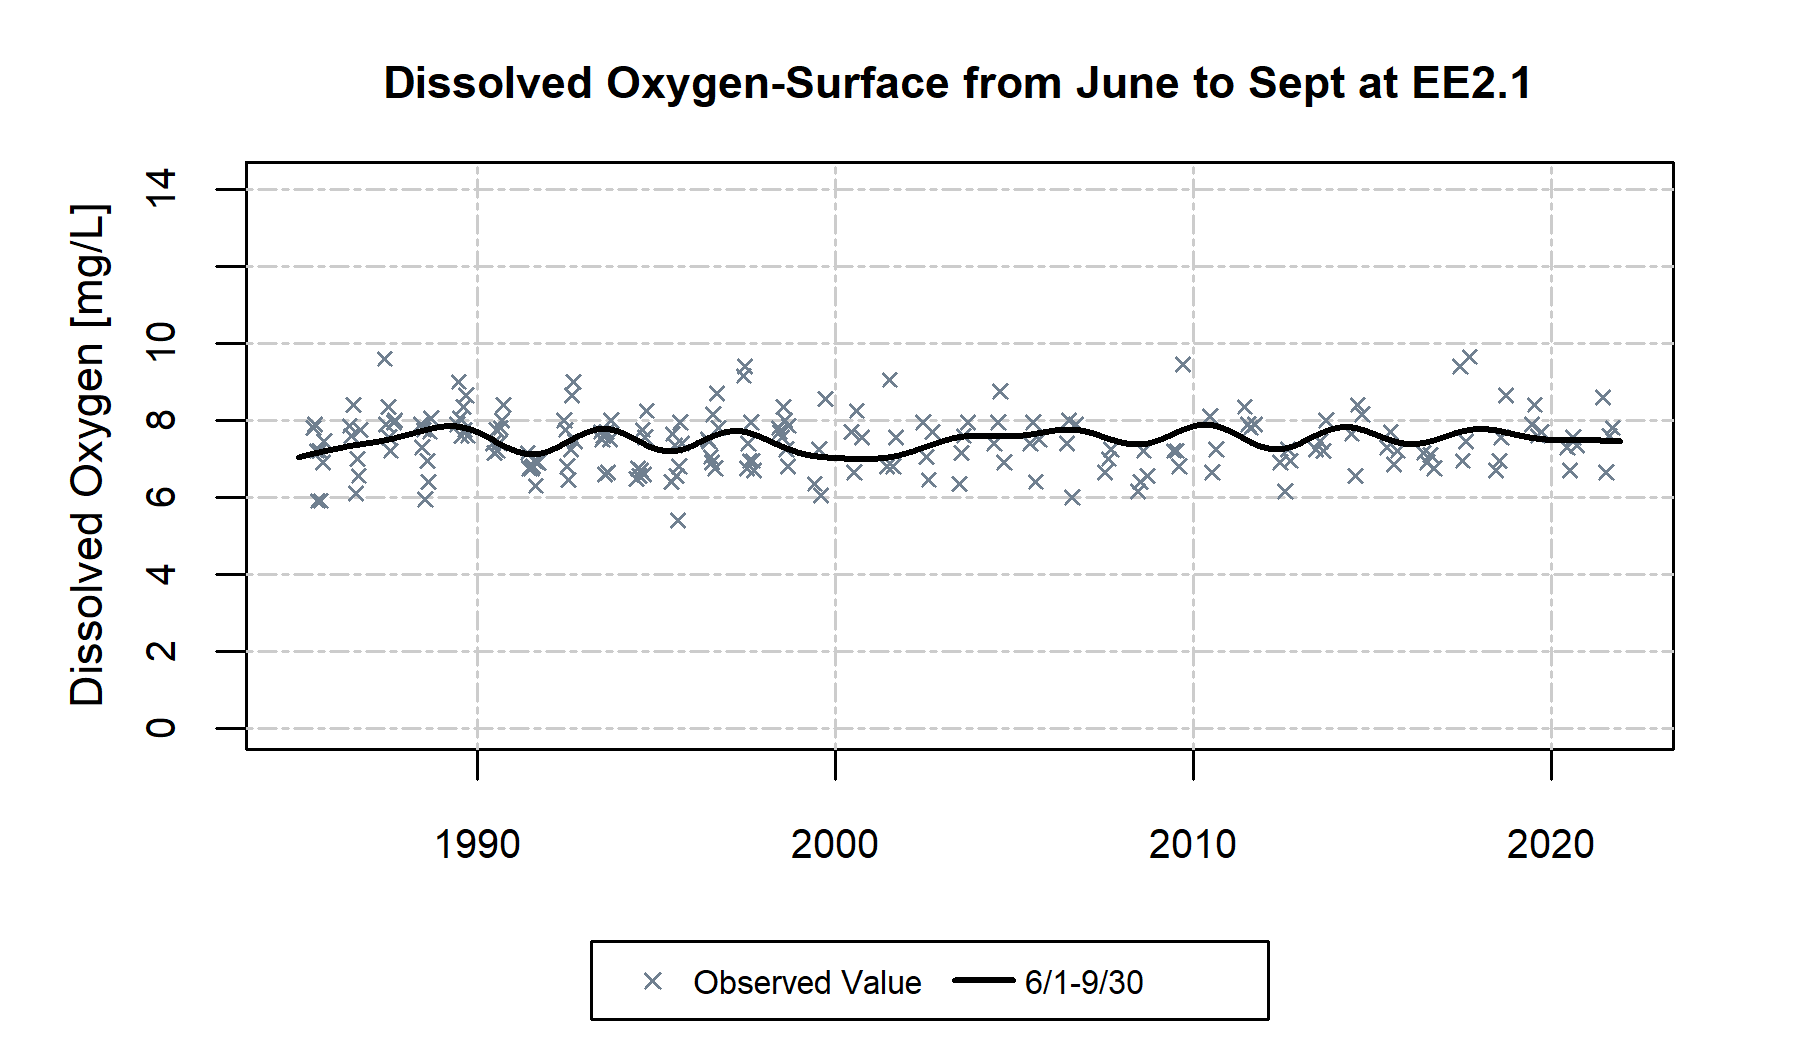 Dissolved Oxygen-Surface from June to Sept at EE2.1
Dissolved Oxygen [mg/L]
14
10
8
6
4
2
0
1990 2000 2010 2020
Observed Value 6/1-9/30